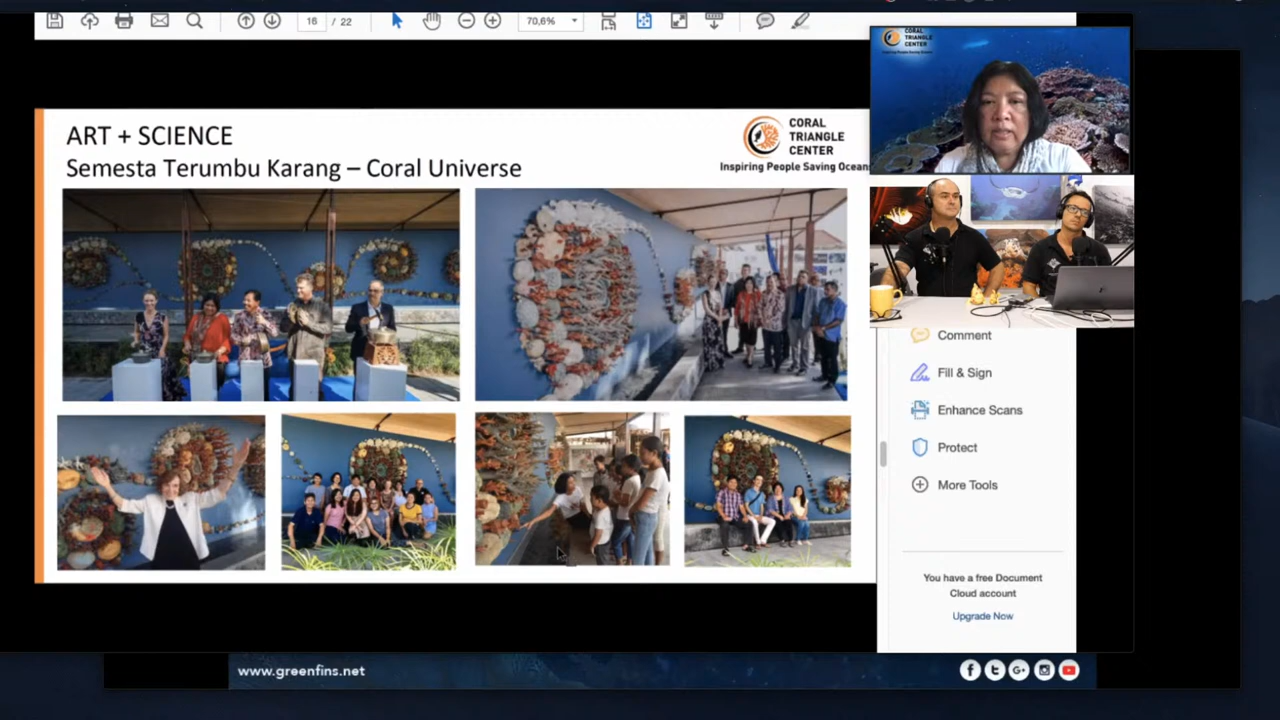 16 / 22
70,6%
CORAL
TRIANGLE
CENTER
ART + SCIENCE
Semesta Terumbu Karang – Coral Universe
CORAL
TRIANGLE
CENTER
Inspiring People Saving Ocean
Comment
Fill & Sign
Enhance Scans
Protect
More Tools
You have a free Document
Cloud account
Upgrade Now
www.greenfins.net